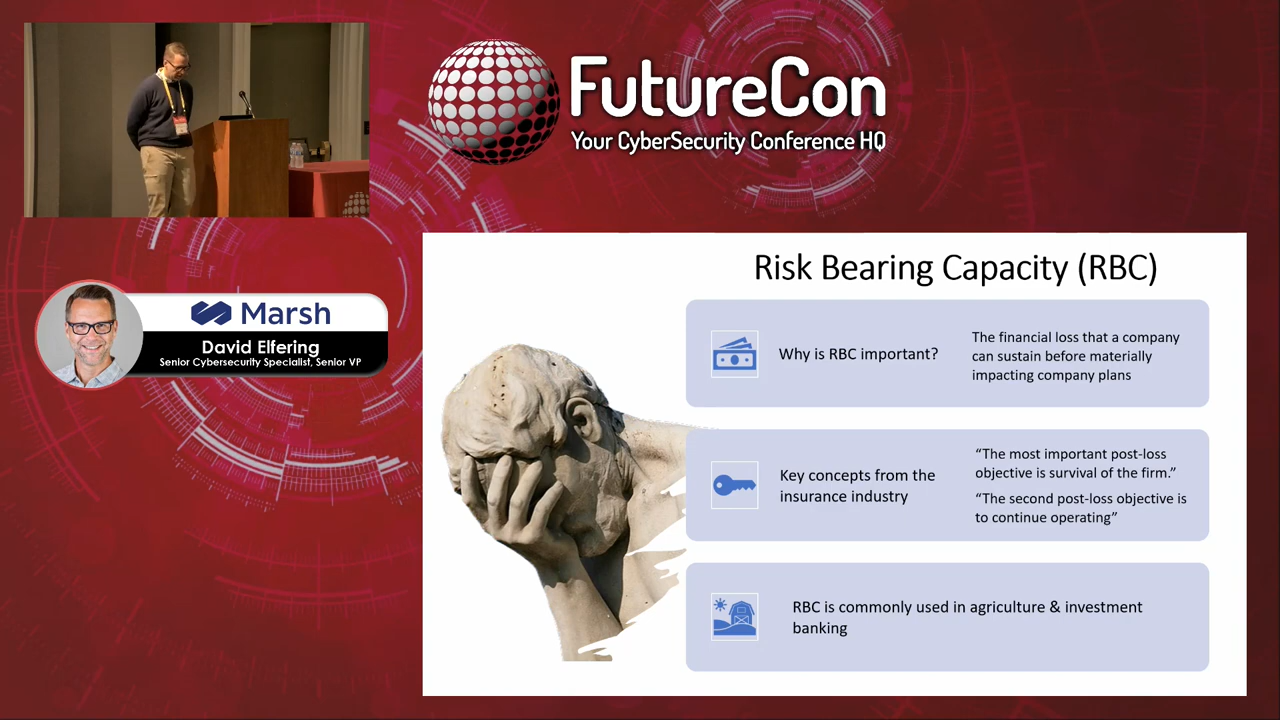 FutureCon
Your CyberSecurity Conference HQ
Marsh
David Elfering
Senior Cybersecurity Specialist, Senior VP
Risk Bearing Capacity (RBC)
Why is RBC important?
The financial loss that a company
can sustain before materially
impacting company plans
Key concepts from the
insurance industry
“The most important post-loss
objective is survival of the firm.”
“The second post-loss objective is
to continue operating”
RBC is commonly used in agriculture & investment
banking